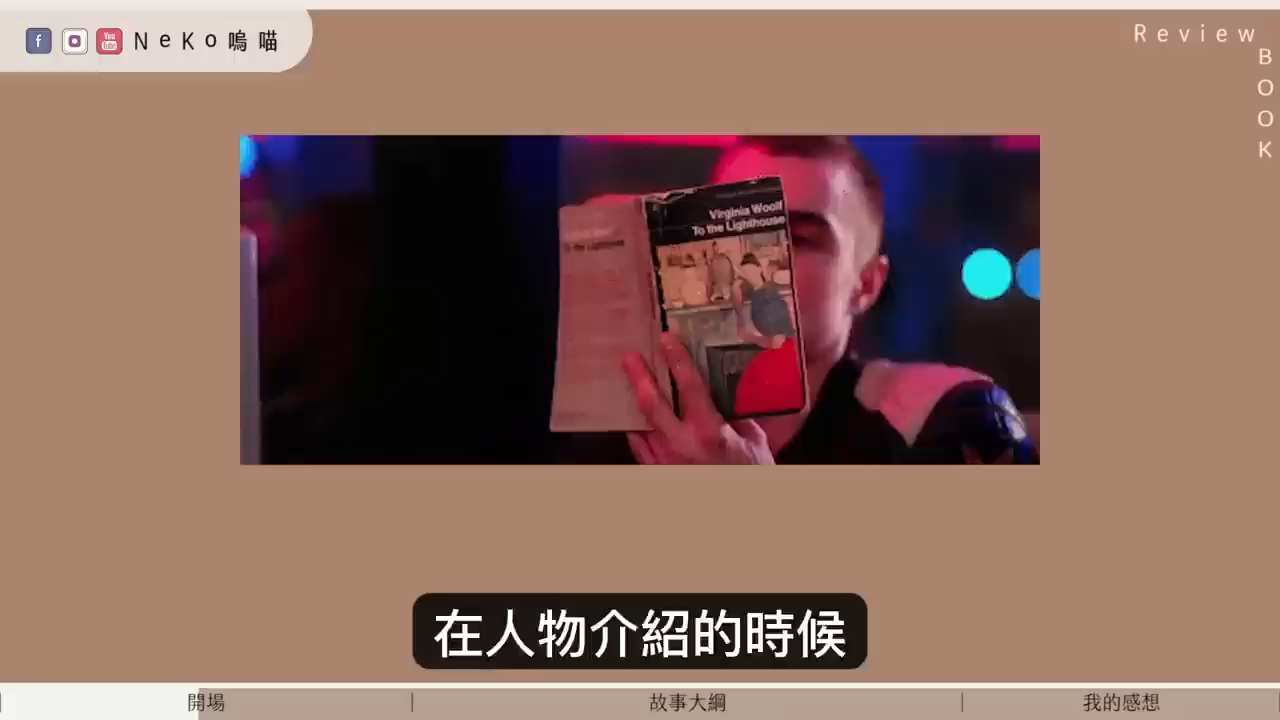 NeKo嗚喵
Review
BOOK
Virginia Woolf
To the Lighthouse
在人物介紹的時候
開場
故事大綱
我的感想